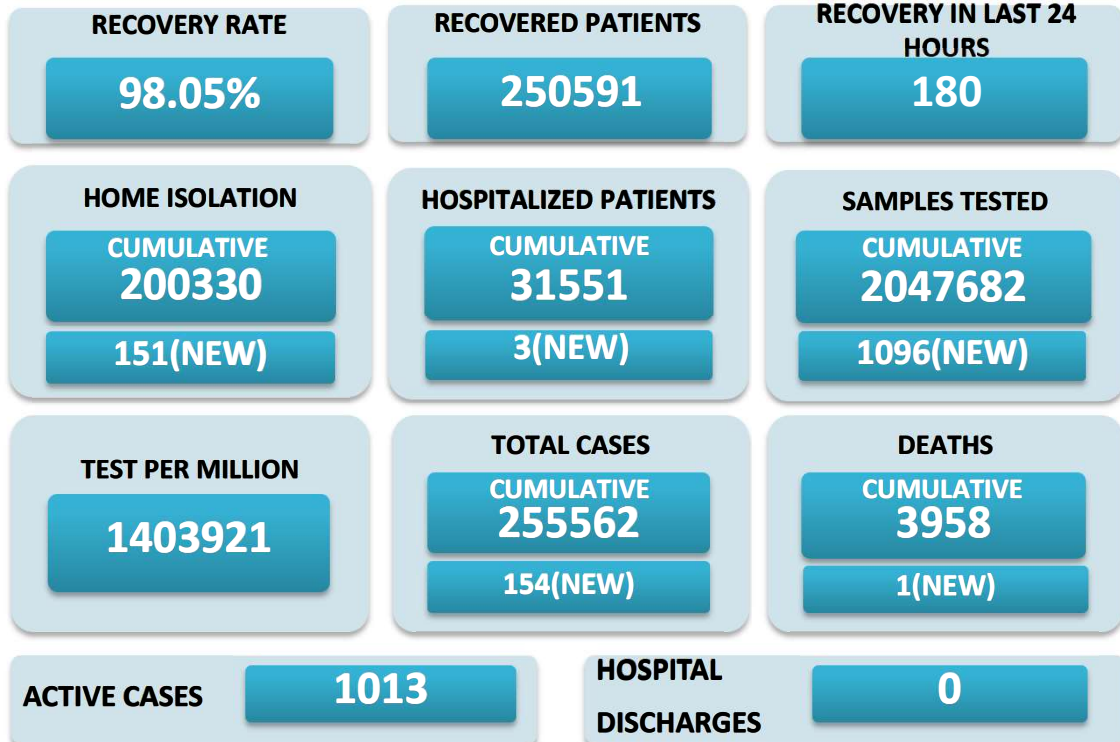 RECOVERY RATE
98.05%
RECOVERED PATIENTS
250591
RECOVERY IN LAST 24
HOURS
180
HOME ISOLATION
CUMULATIVE
200330
151(NEW)
HOSPITALIZED PATIENTS
CUMULATIVE
31551
3(NEW)
SAMPLES TESTED
CUMULATIVE
2047682
1096(NEW)
TEST PER MILLION
1403921
TOTAL CASES
CUMULATIVE
255562
154(NEW)
DEATHS
CUMULATIVE
3958
1(NEW)
ACTIVE CASES
1013
HOSPITAL
DISCHARGES
0